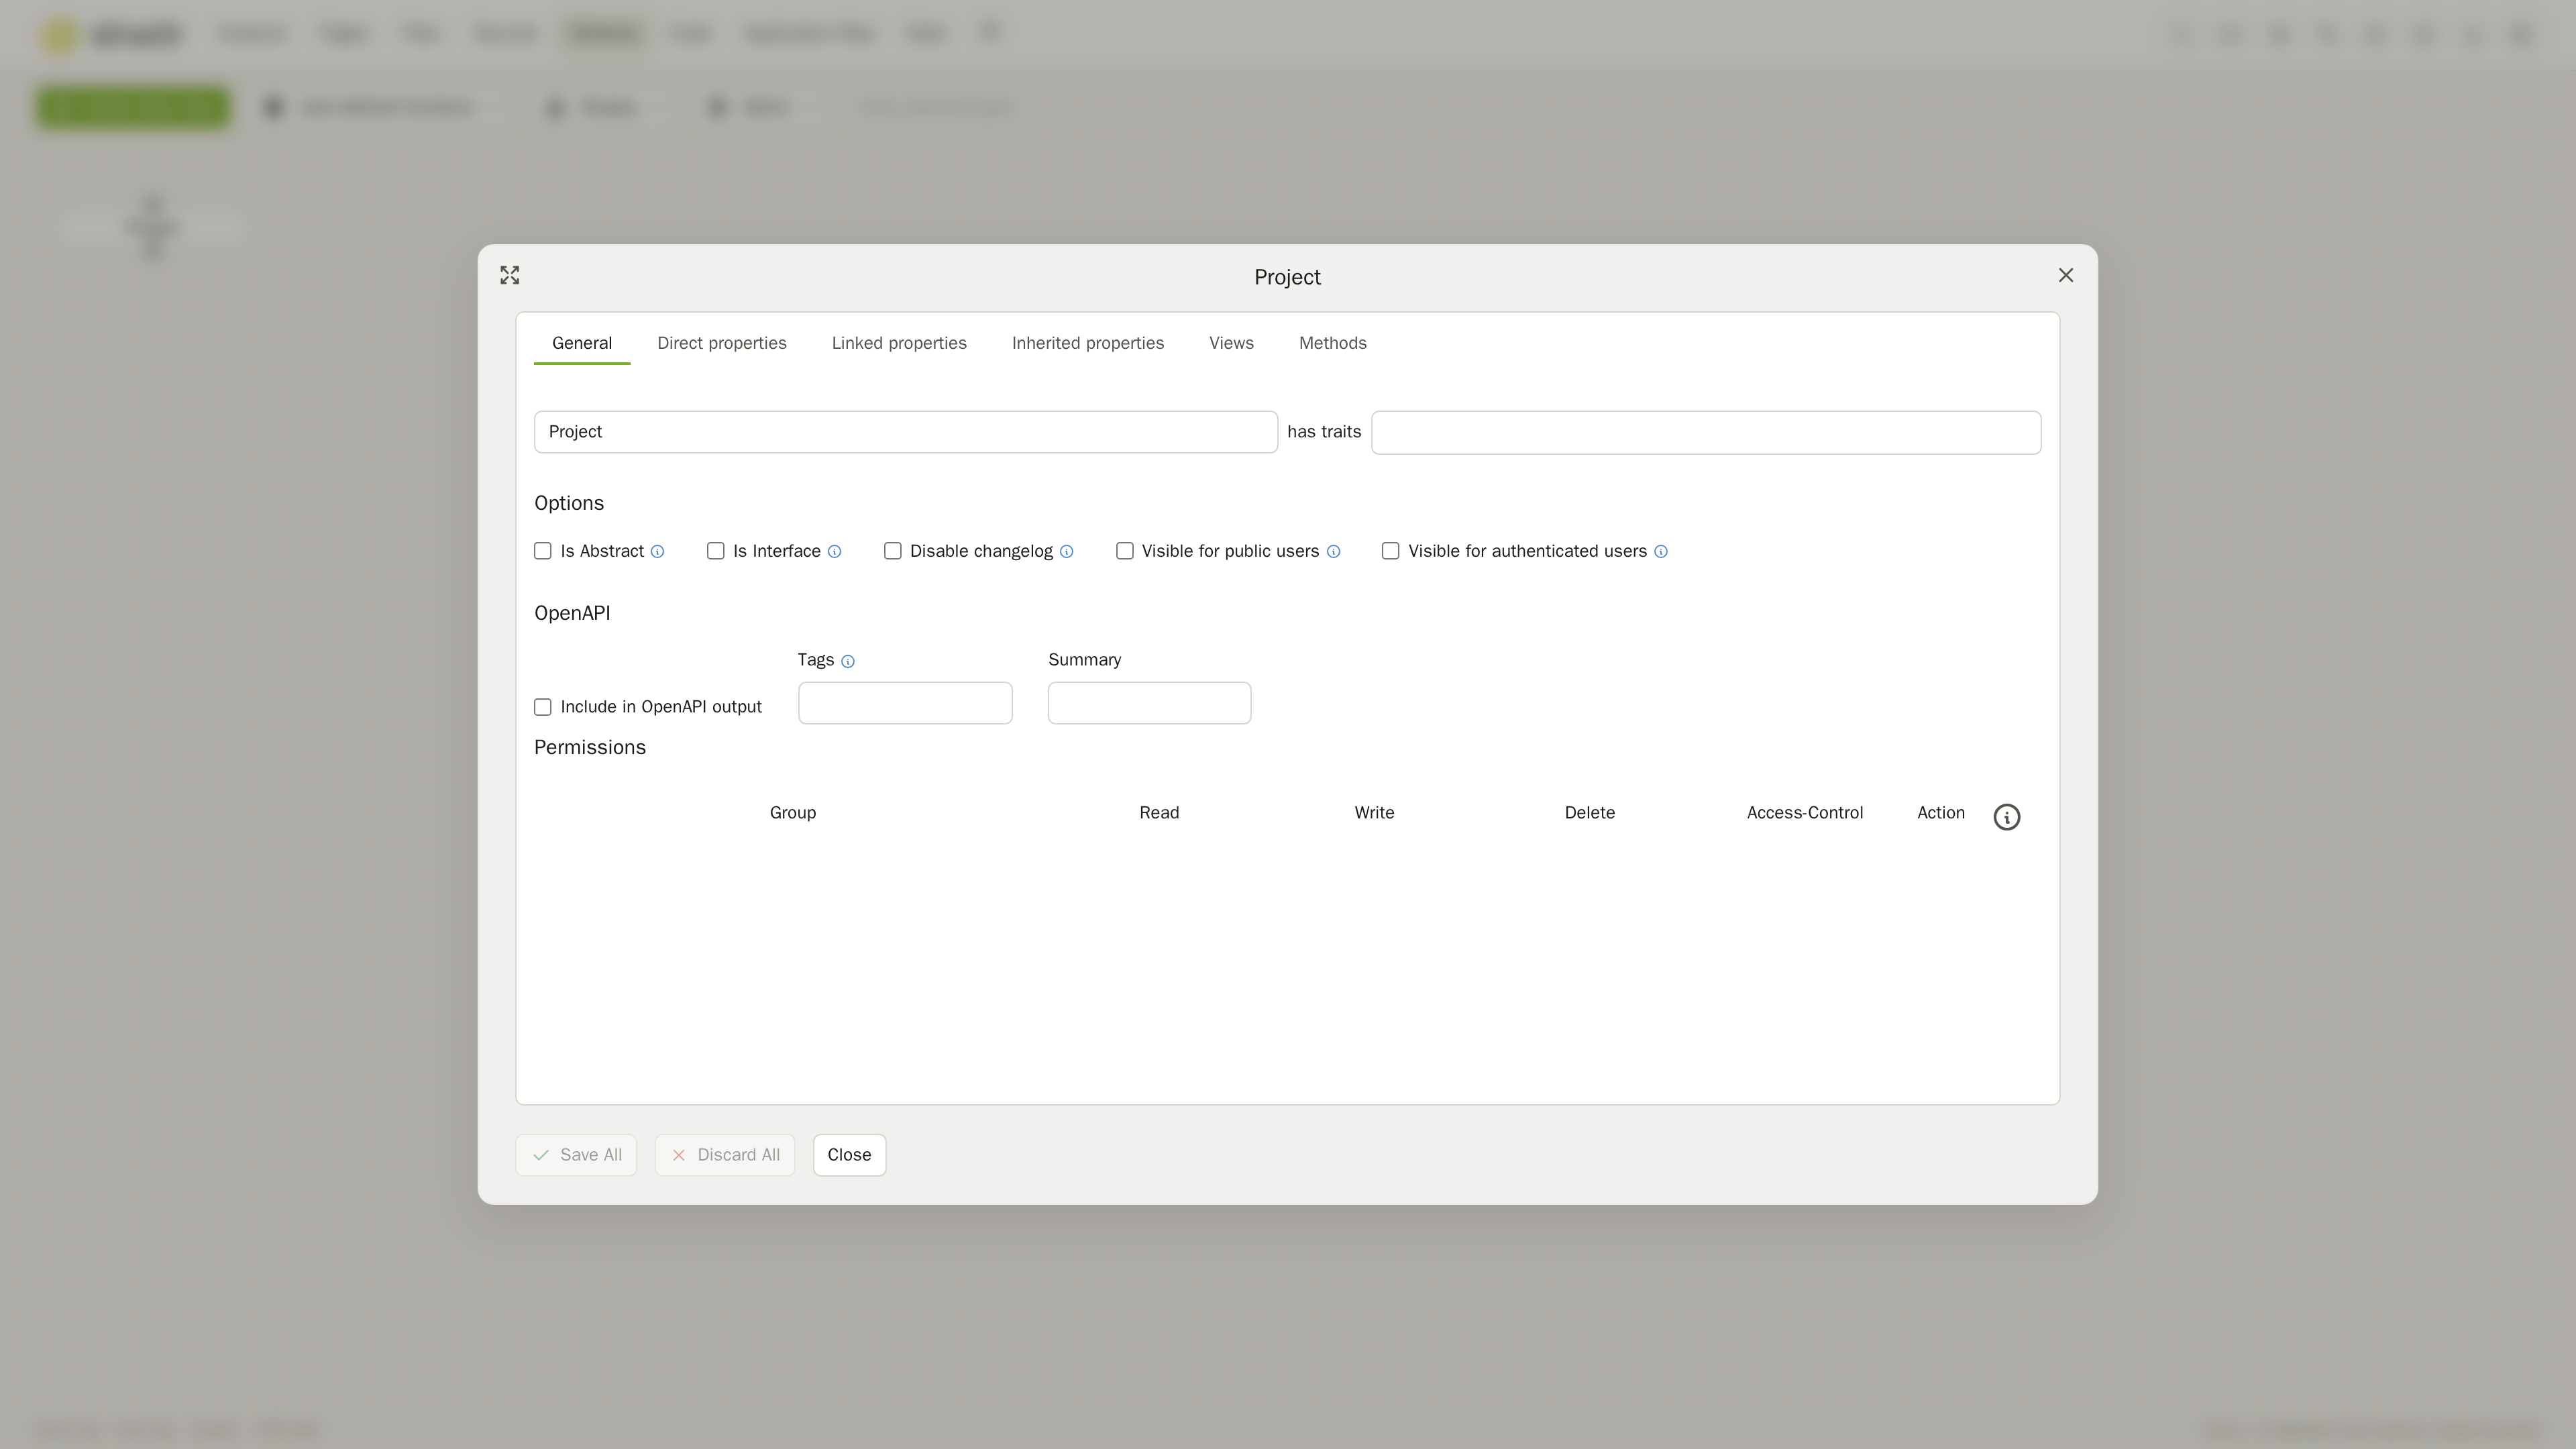 Project
General Direct properties Linked properties Inherited properties Views Methods
Project has traits
Options
Is Abstract Is Interface Disable changelog Visible for public users Visible for authenticated users
OpenAPI
Tags Summary
Include in OpenAPI output
Permissions
Group Read Write Delete Access-Control Action
Save All Discard All Close